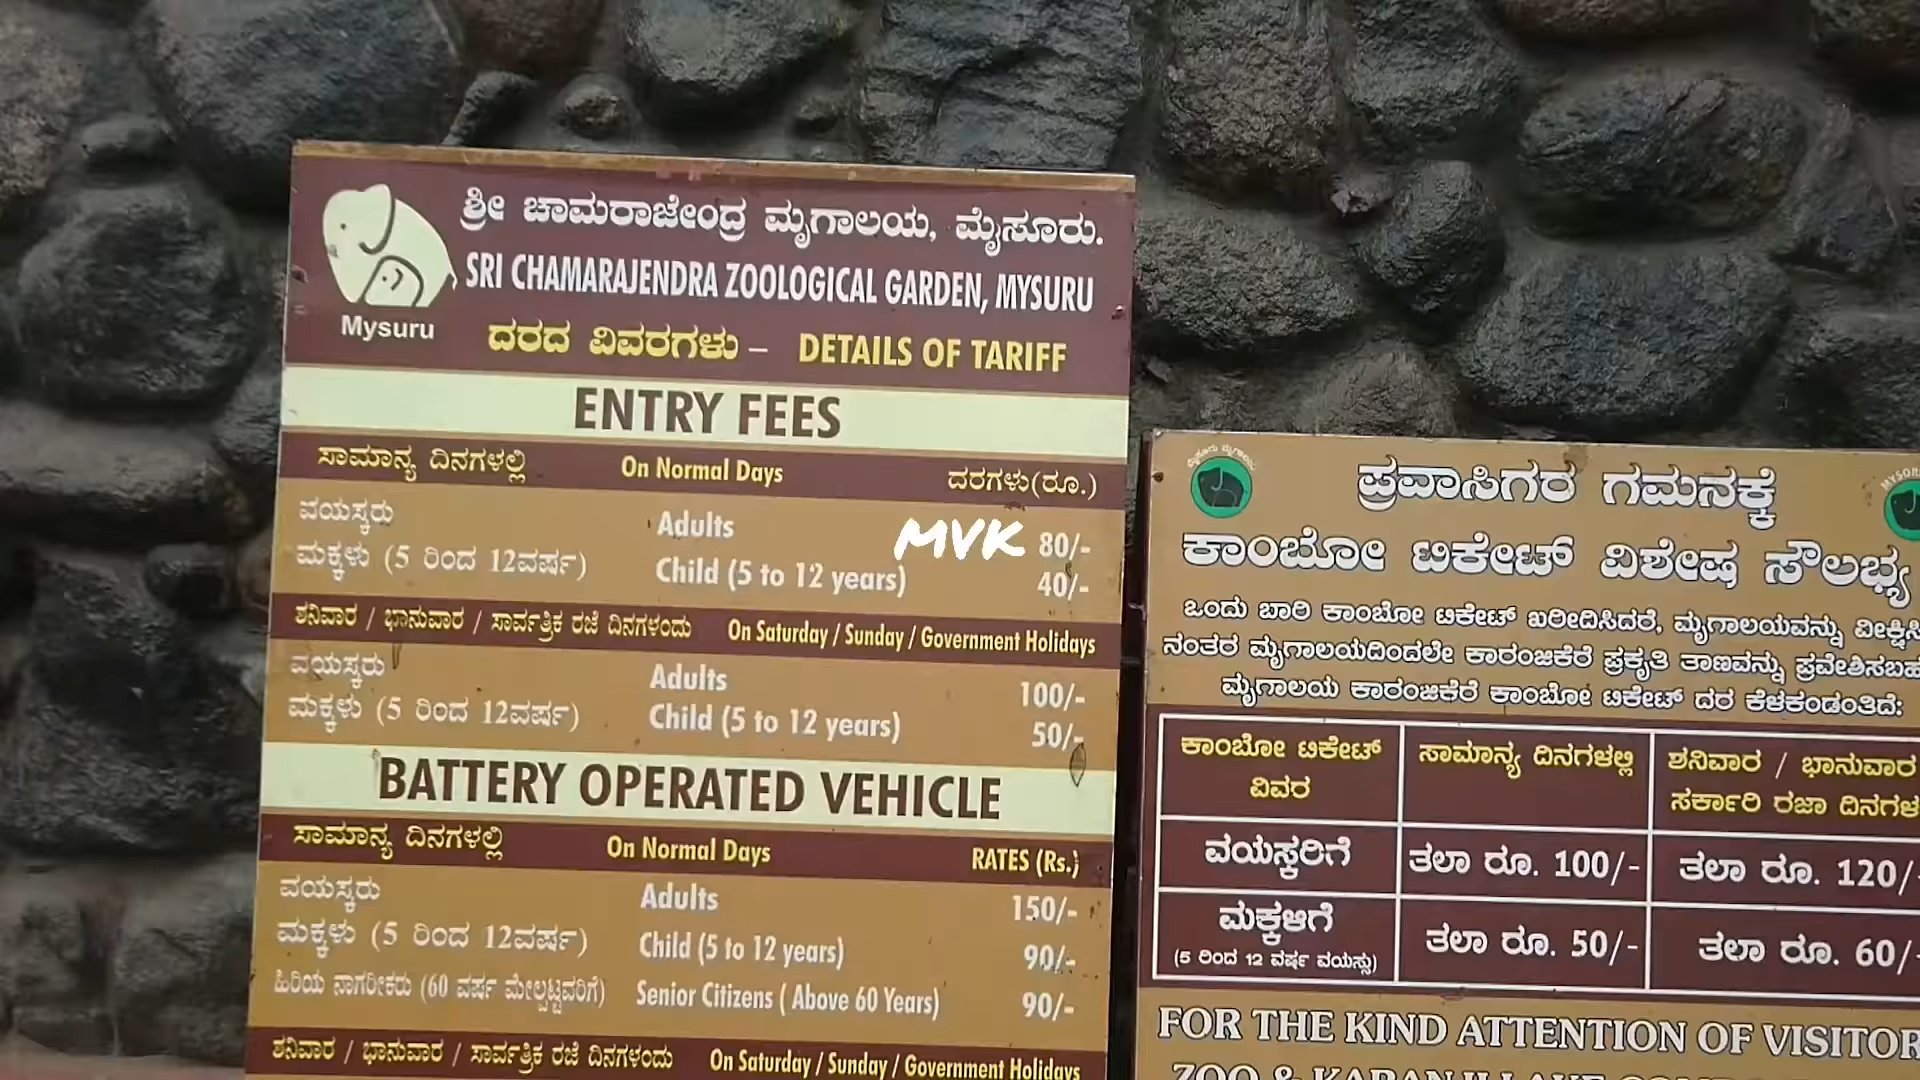 ಶ್ರೀ ಚಾಮರಾಜೇಂದ್ರ ಮೃಗಾಲಯ, ಮೈಸೂರು.
SRI CHAMARAJENDRA ZOOLOGICAL GARDEN, MYSURU
Mysuru
ದರದ ವಿವರಗಳು – DETAILS OF TARIFF
ENTRY FEES
ಸಾಮಾನ್ಯ ದಿನಗಳಲ್ಲಿ On Normal Days ದರಗಳು(ರೂ.)
ವಯಸ್ಕರು Adults 80/-
MVK
ಮಕ್ಕಳು (5 ರಿಂದ 12ವರ್ಷ) Child (5 to 12 years) 40/-
ಶನಿವಾರ / ಭಾನುವಾರ / ಸಾರ್ವತ್ರಿಕ ರಜೆ ದಿನಗಳಂದು On Saturday / Sunday / Government Holidays
ವಯಸ್ಕರು Adults 100/-
ಮಕ್ಕಳು (5 ರಿಂದ 12ವರ್ಷ) Child (5 to 12 years) 50/-
BATTERY OPERATED VEHICLE
ಸಾಮಾನ್ಯ ದಿನಗಳಲ್ಲಿ On Normal Days RATES (Rs.)
ವಯಸ್ಕರು Adults 150/-
ಮಕ್ಕಳು (5 ರಿಂದ 12ವರ್ಷ) Child (5 to 12 years) 90/-
ಹಿರಿಯ ನಾಗರೀಕರು (60 ವರ್ಷ ಮೇಲ್ಪಟ್ಟವರಿಗೆ) Senior Citizens ( Above 60 Years) 90/-
ಶನಿವಾರ / ಭಾನುವಾರ / ಸಾರ್ವತ್ರಿಕ ರಜೆ ದಿನಗಳಂದು On Saturday / Sunday / Government Holidays
ಮೈಸೂರು ಮೃಗಾಲಯ
ಪ್ರವಾಸಿಗರ ಗಮನಕ್ಕೆ
ಕಾಂಬೋ ಟಿಕೇಟ್ ವಿಶೇಷ ಸೌಲಭ್ಯ
ಒಂದು ಬಾರಿ ಕಾಂಬೋ ಟಿಕೇಟ್ ಖರೀದಿಸಿದರೆ, ಮೃಗಾಲಯವನ್ನು
ನಂತರ ಮೃಗಾಲಯದಿಂದಲೇ ಕಾರಂಜಿಕೆರೆ ಪ್ರಕೃತಿ ತಾಣವನ್ನು
ಮೃಗಾಲಯ ಕಾರಂಜಿಕೆರೆ ಕಾಂಬೋ ಟಿಕೇಟ್ ದರ ಕೆಳಕಂಡಂತಿದೆ:
ಕಾಂಬೋ ಟಿಕೇಟ್ ವಿವರ ಸಾಮಾನ್ಯ ದಿನಗಳಲ್ಲಿ ಶನಿವಾರ / ಭಾನುವಾರ
ಸರ್ಕಾರಿ ರಜಾ
ವಯಸ್ಕರಿಗೆ ತಲಾ ರೂ. 100/- ತಲಾ ರೂ. 120/-
ಮಕ್ಕಳಿಗೆ ತಲಾ ರೂ. 50/- ತಲಾ ರೂ. 60/-
(5 ರಿಂದ 12 ವರ್ಷ ವಯಸ್ಸು)
FOR THE KIND ATTENTION OF VISITOR
ZOO &